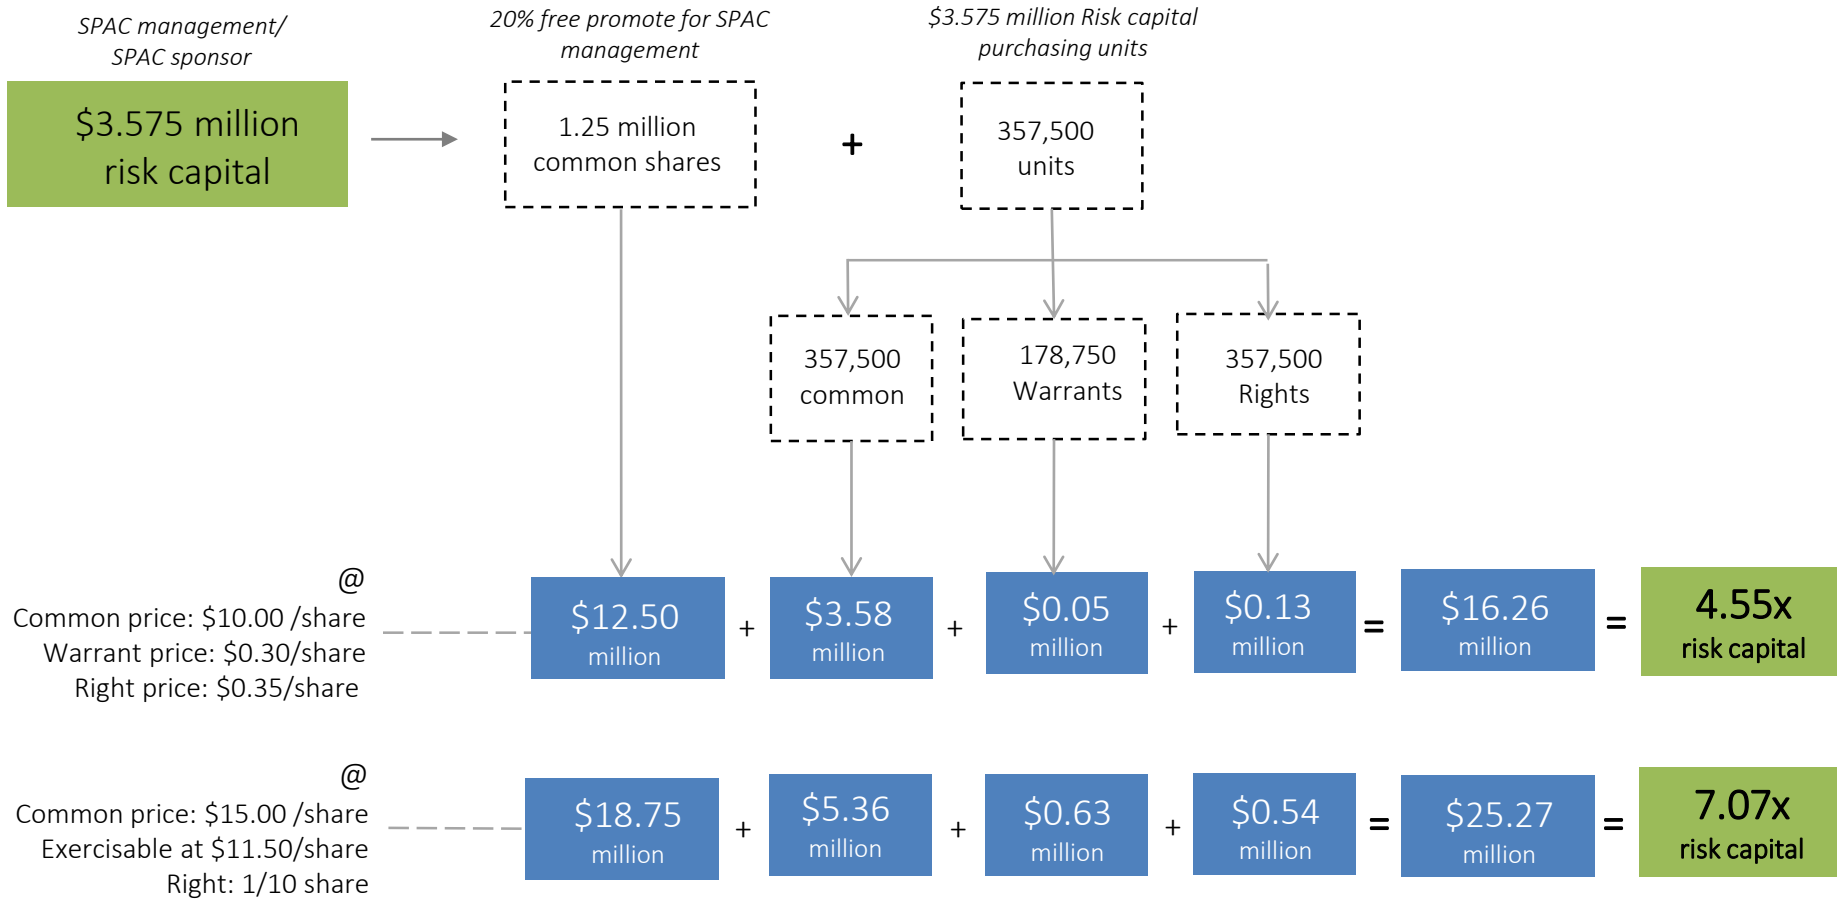 SPAC management/
SPAC sponsor
20% free promote for SPAC
management
$3.575 million Risk capital
purchasing units
$3.575 million
risk capital
1.25 million
common shares
+
357,500
units
357,500
common
178,750
Warrants
357,500
Rights
@
Common price: $10.00 /share
Warrant price: $0.30/share
Right price: $0.35/share
$12.50
million
+
$3.58
million
+
$0.05
million
+
$0.13
million
=
$16.26
million
=
4.55x
risk capital
@
Common price: $15.00 /share
Exercisable at $11.50/share
Right: 1/10 share
$18.75
million
+
$5.36
million
+
$0.63
million
+
$0.54
million
=
$25.27
million
=
7.07x
risk capital